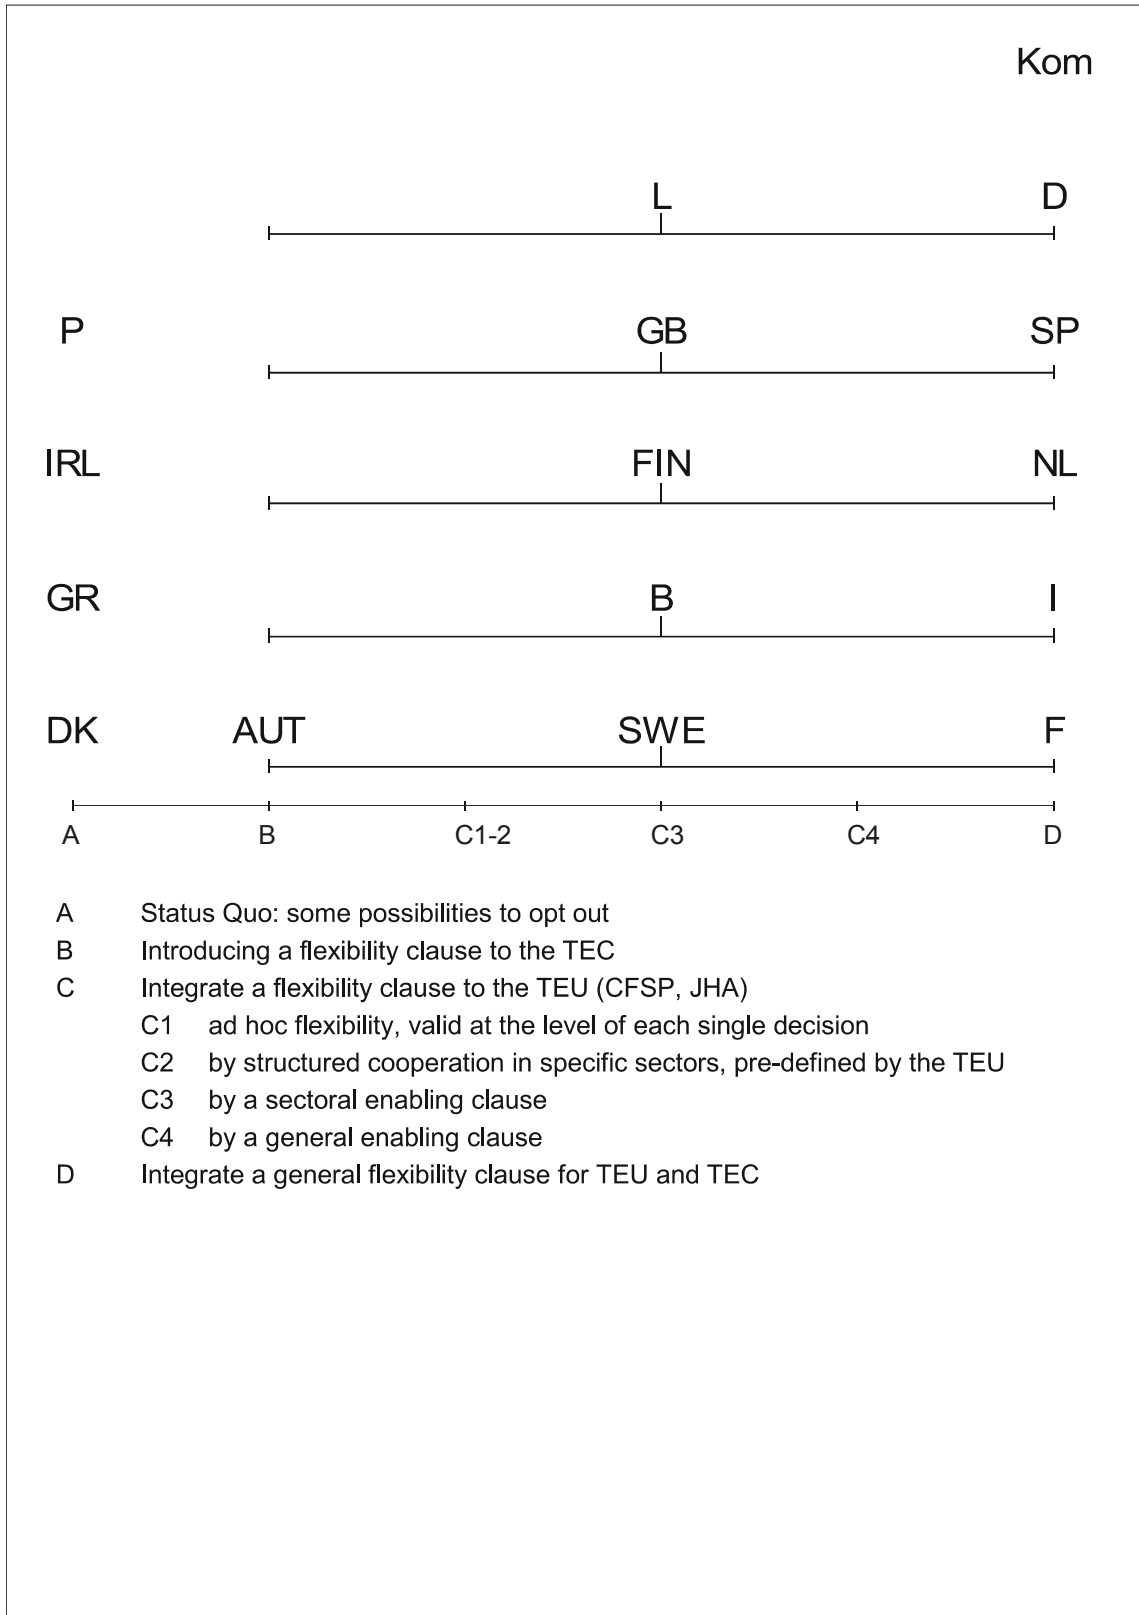 Kom
L D
P GB SP
IRL FIN NL
GR B I
DK AUT SWE F
A B C1-2 C3 C4 D
A Status Quo: some possibilities to opt out
B Introducing a flexibility clause to the TEC
C Integrate a flexibility clause to the TEU (CFSP, JHA)
C1 ad hoc flexibility, valid at the level of each single decision
C2 by structured cooperation in specific sectors, pre-defined by the TEU
C3 by a sectoral enabling clause
C4 by a general enabling clause
D Integrate a general flexibility clause for TEU and TEC